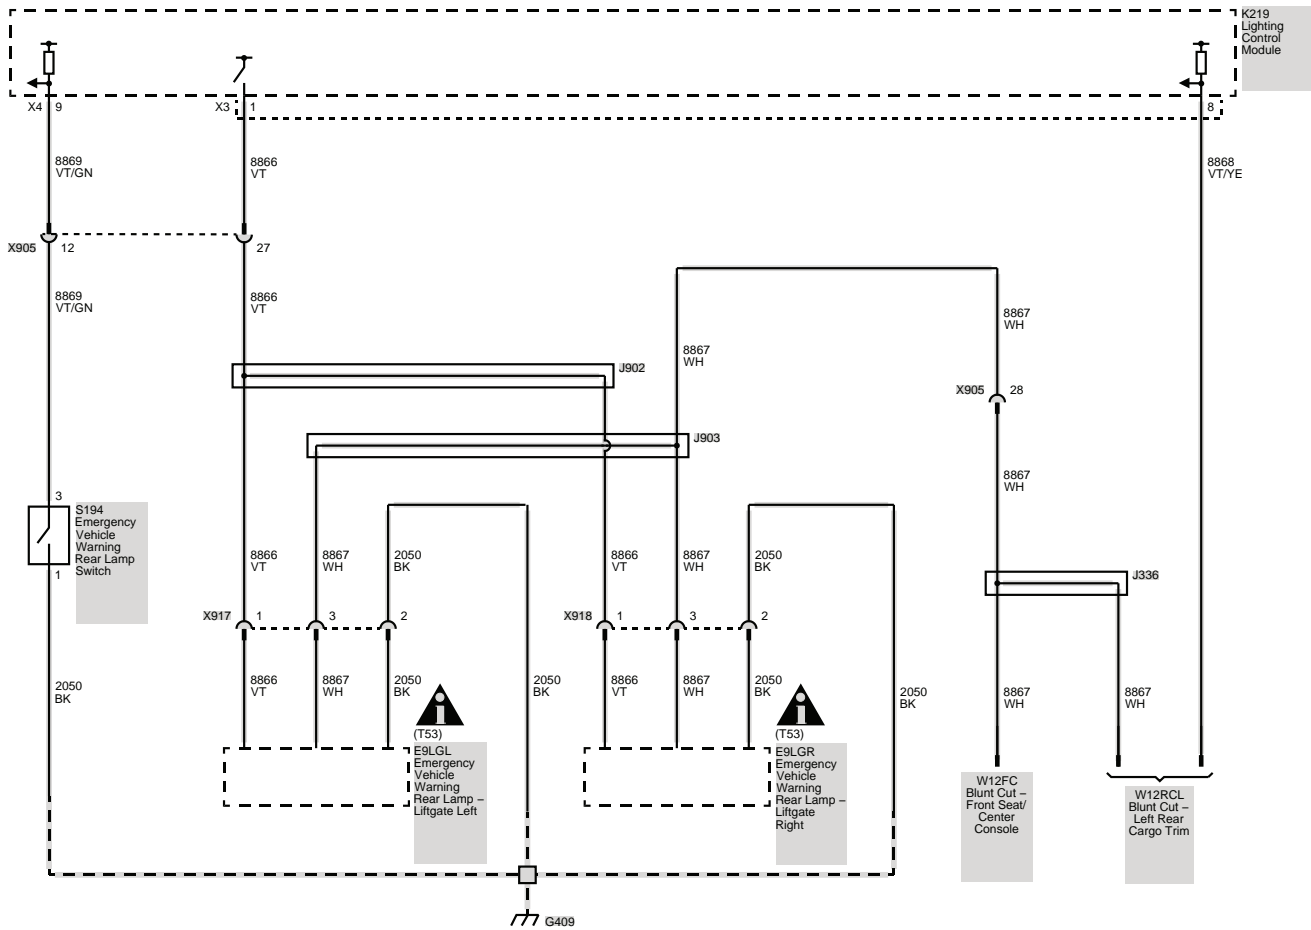 K219
Lighting
Control
Module
X4 9
X3 1
8
8869
VT/GN
8866
VT
8868
VT/YE
X905 12
27
8869
VT/GN
8866
VT
8867
WH
8867
WH
J902
X905 28
J903
8867
WH
3
S194
Emergency
Vehicle
Warning
Rear Lamp
Switch
1
8866
VT
8867
WH
2050
BK
8866
VT
8867
WH
2050
BK
J336
X917 1 3 2
X918 1 3 2
2050
BK
8866
VT
8867
WH
2050
BK
2050
BK
8866
VT
8867
WH
2050
BK
2050
BK
8867
WH
8867
WH
i
(T53)
E9LGL
Emergency
Vehicle
Warning
Rear Lamp –
Liftgate Left
i
(T53)
E9LGR
Emergency
Vehicle
Warning
Rear Lamp –
Liftgate
Right
W12FC
Blunt Cut –
Front Seat/
Center
Console
W12RCL
Blunt Cut –
Left Rear
Cargo Trim
G409